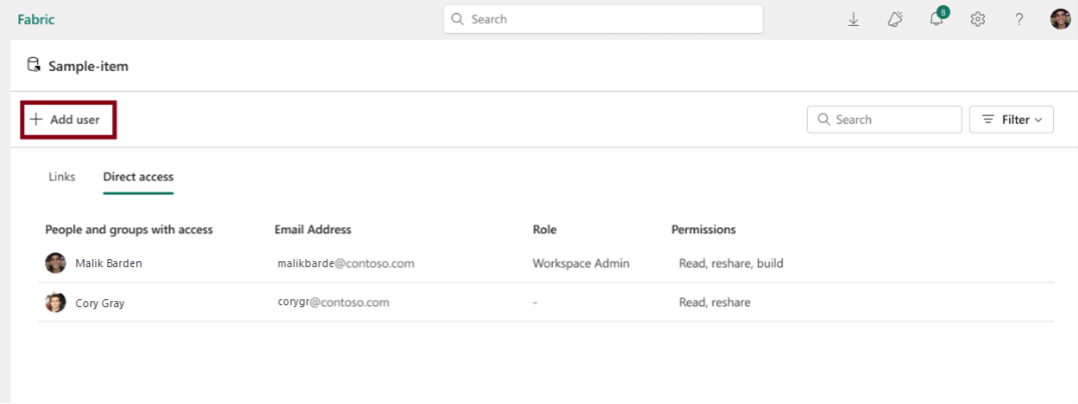 Fabric Search 8 ?
Sample-item
+ Add user Search Filter
Links Direct access
People and groups with access Email Address Role Permissions
Malik Barden malikbarde@contoso.com Workspace Admin Read, reshare, build
Cory Gray corygr@contoso.com - Read, reshare